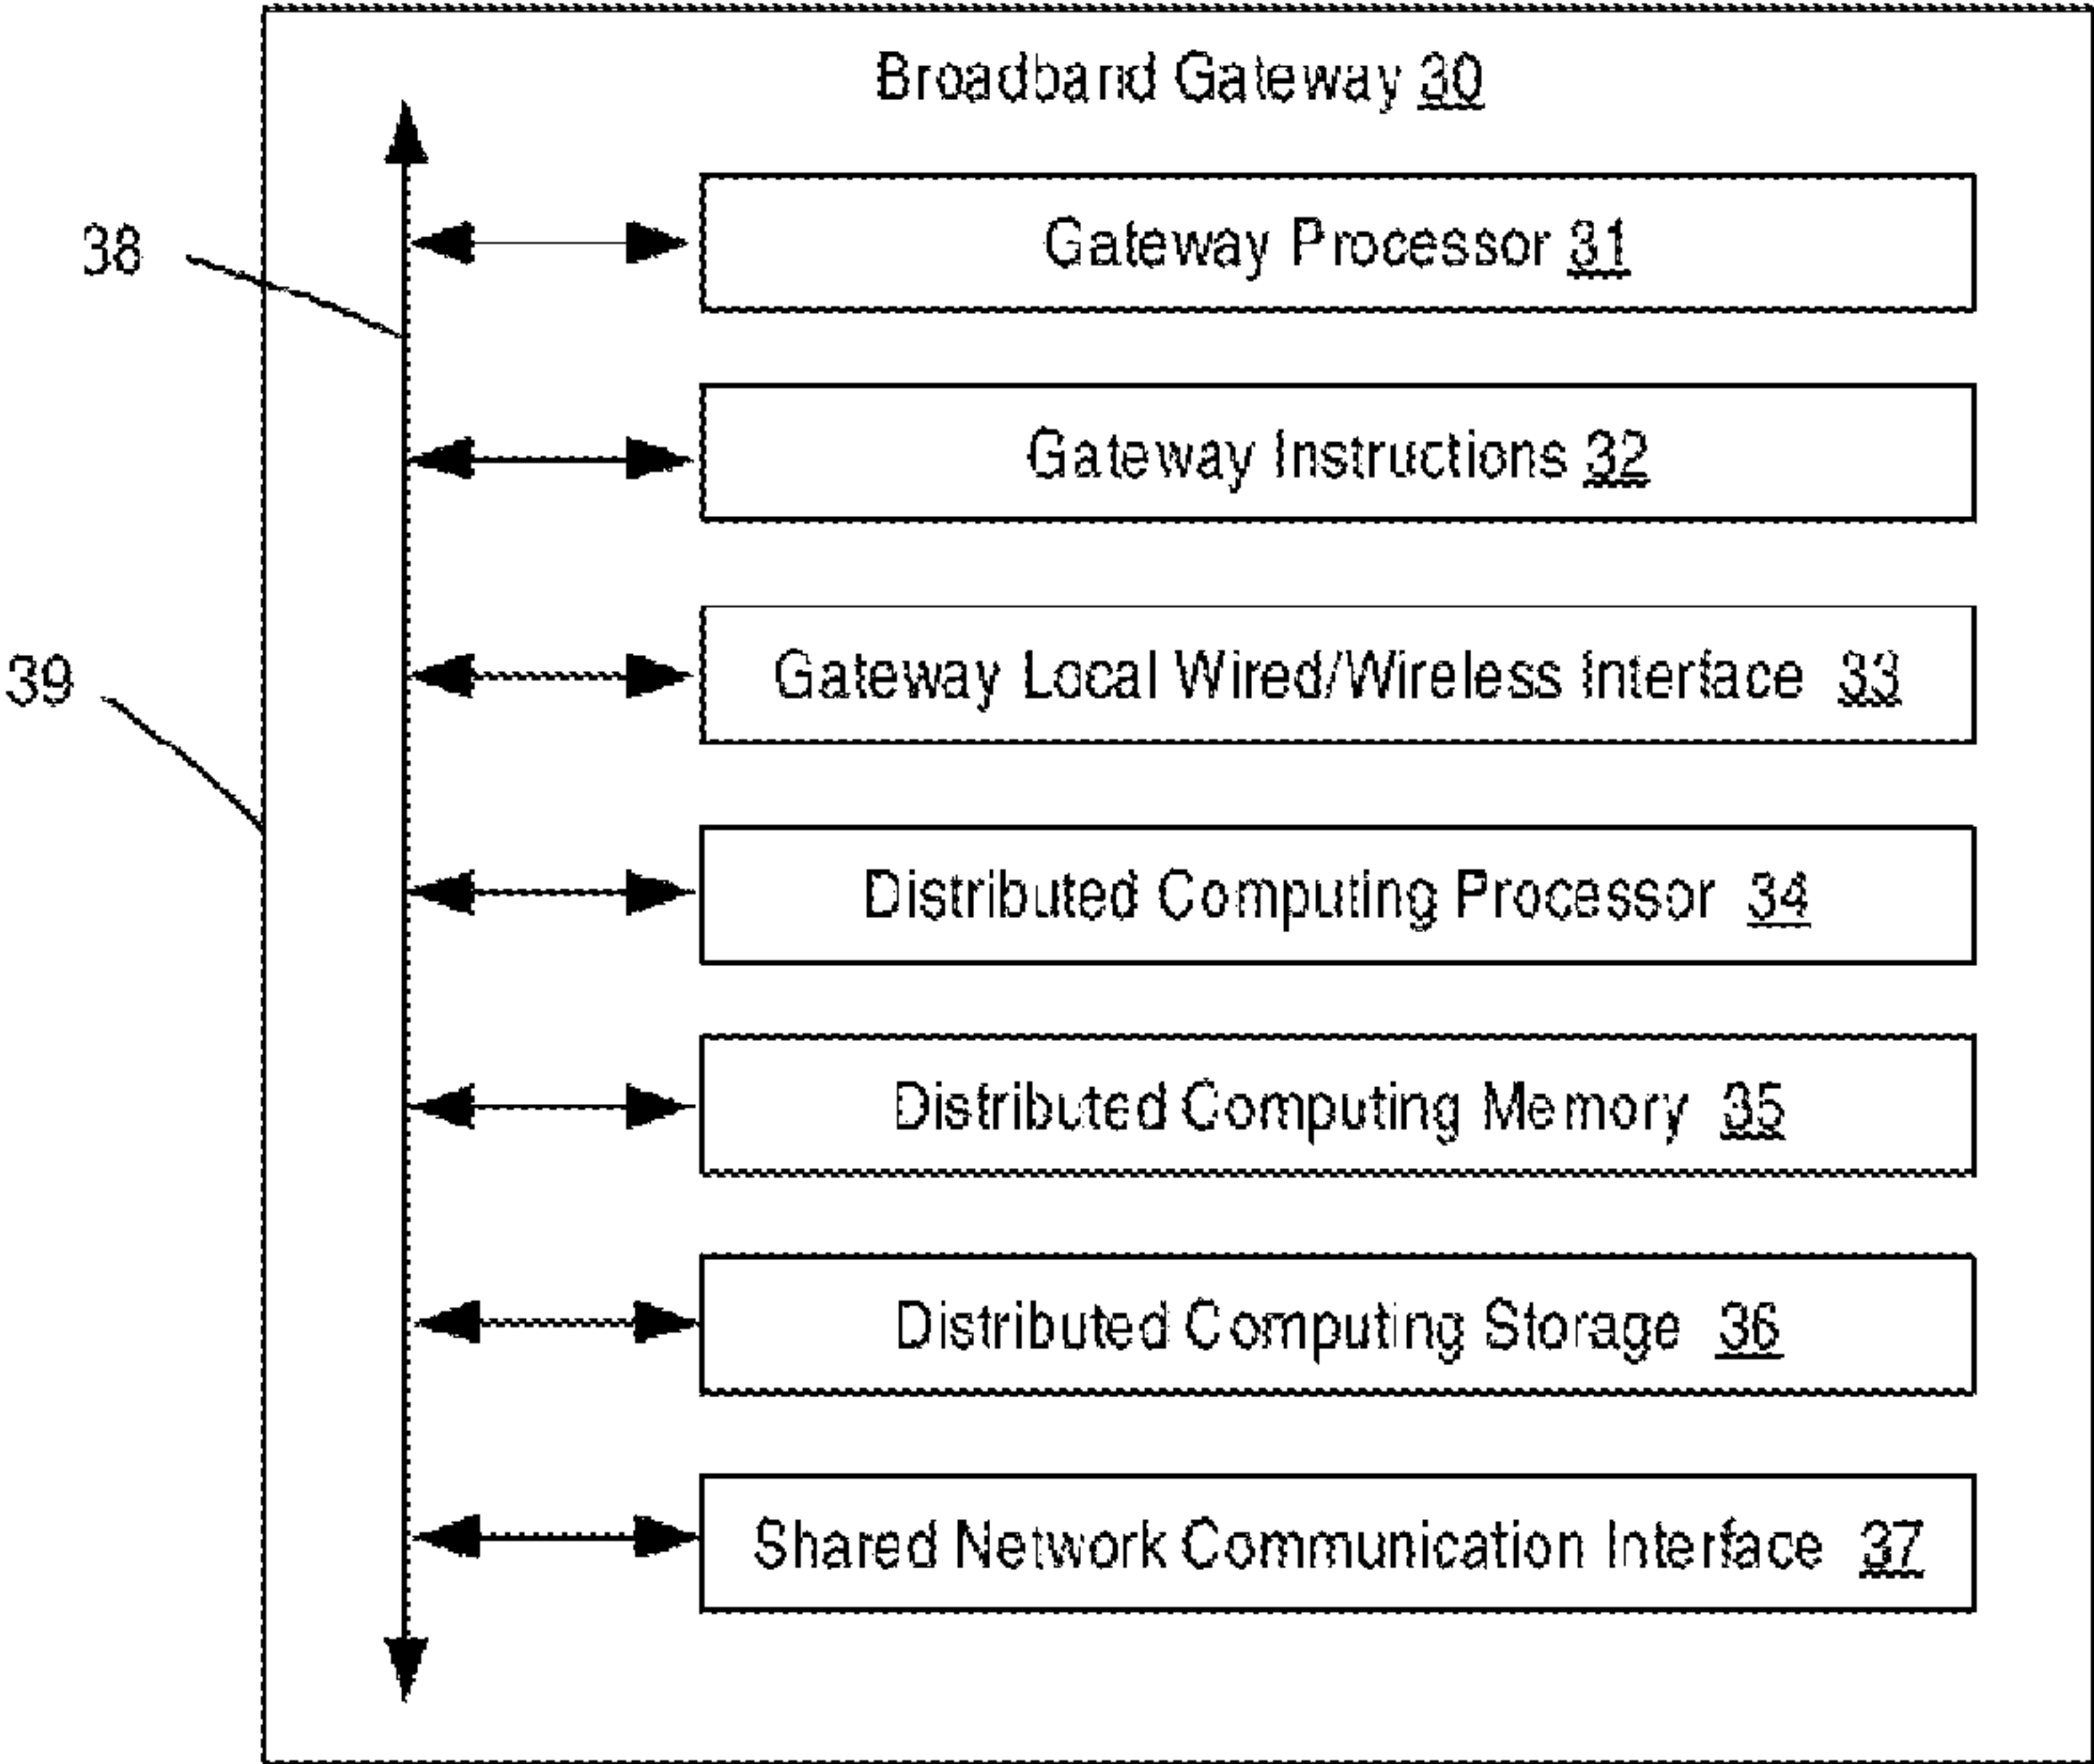 Broadband Gateway 30
38
Gateway Processor 31
Gateway Instructions 32
39
Gateway Local Wired/Wireless Interface 33
Distributed Computing Processor 34
Distributed Computing Memory 35
Distributed Computing Storage 36
Shared Network Communication Interface 37